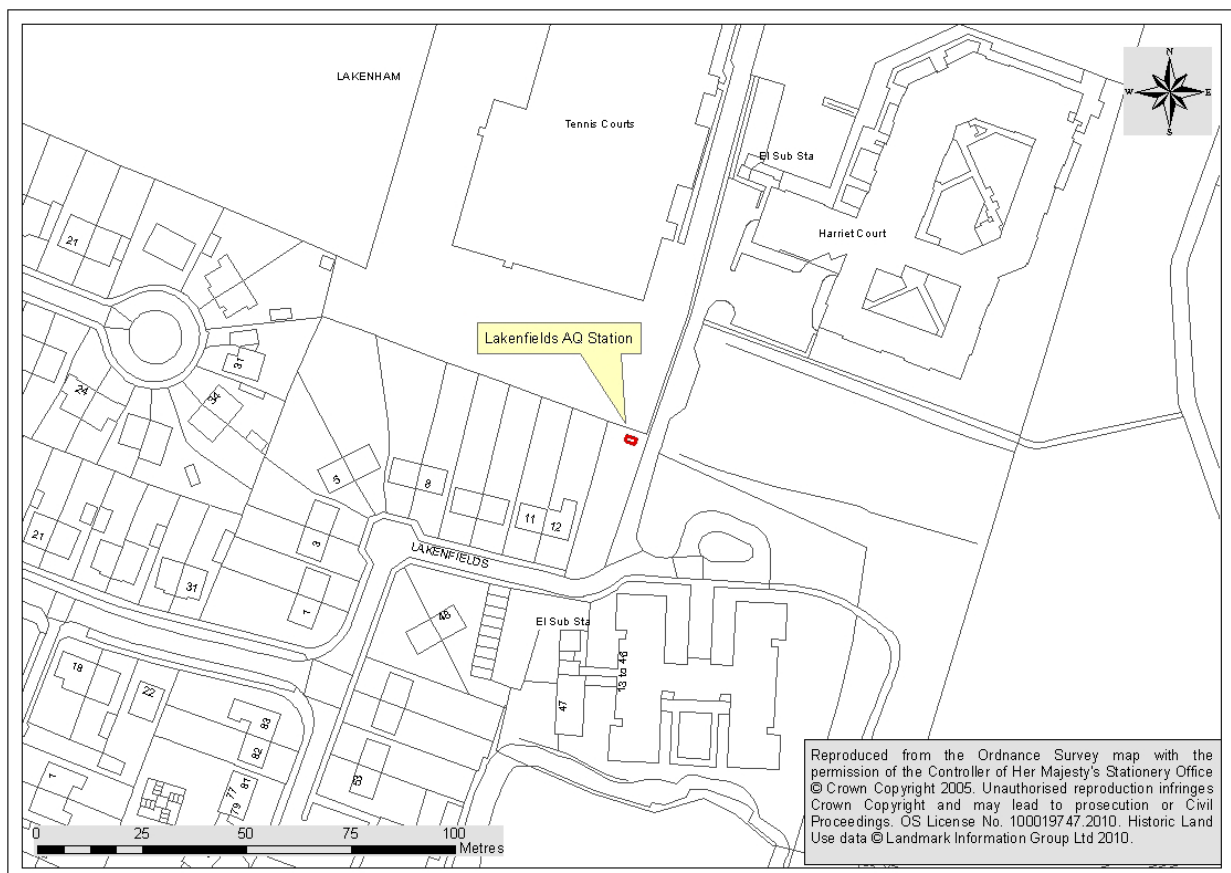 LAKENHAM
N
W
E
S
Tennis Courts
El Sub Sta
21
Harriet Court
Lakenfields AQ Station
31
24
34
5
8
11
12
21
3
LAKENFIELDS
31
1
48
El Sub Sta
13 to 46
18
22
47
83
82
53
1
77
81
79
0
25
50
75
100
Metres
Reproduced from the Ordnance Survey map with the
permission of the Controller of Her Majesty's Stationery Office
© Crown Copyright 2005. Unauthorised reproduction infringes
Crown Copyright and may lead to prosecution or Civil
Proceedings. OS License No. 100019747.2010. Historic Land
Use data © Landmark Information Group Ltd 2010.